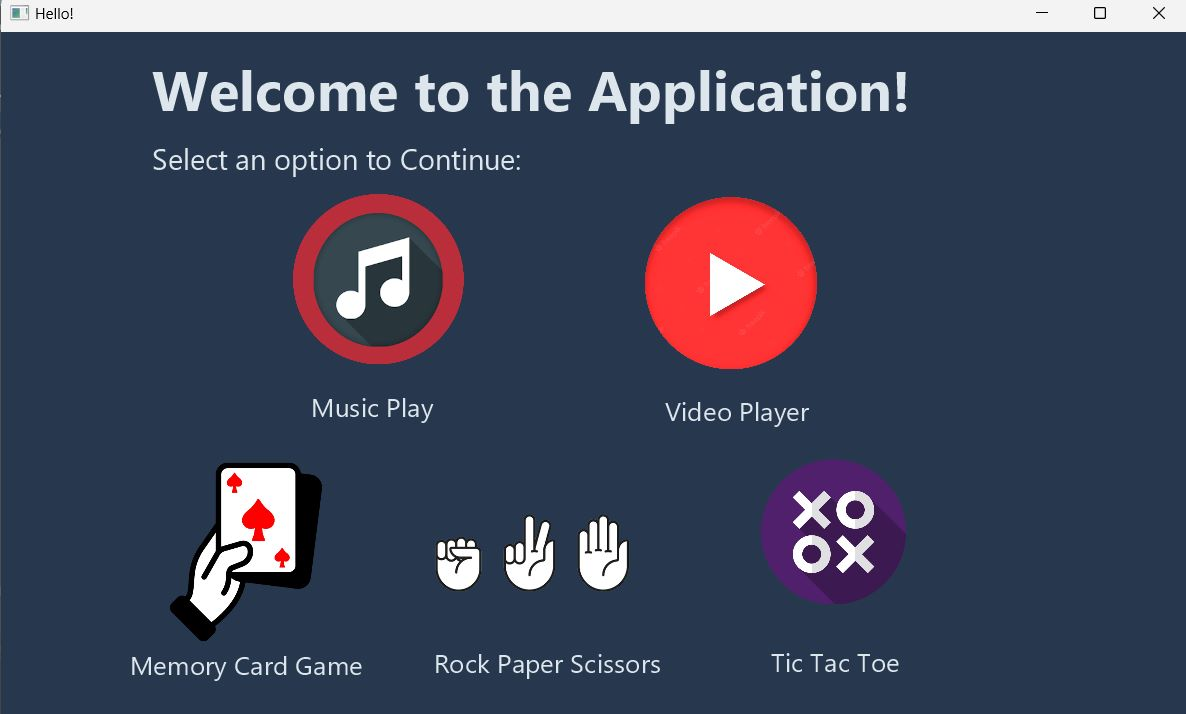 Hello!
Welcome to the Application!
Select an option to Continue:
Music Play
Video Player
Memory Card Game
Rock Paper Scissors
Tic Tac Toe